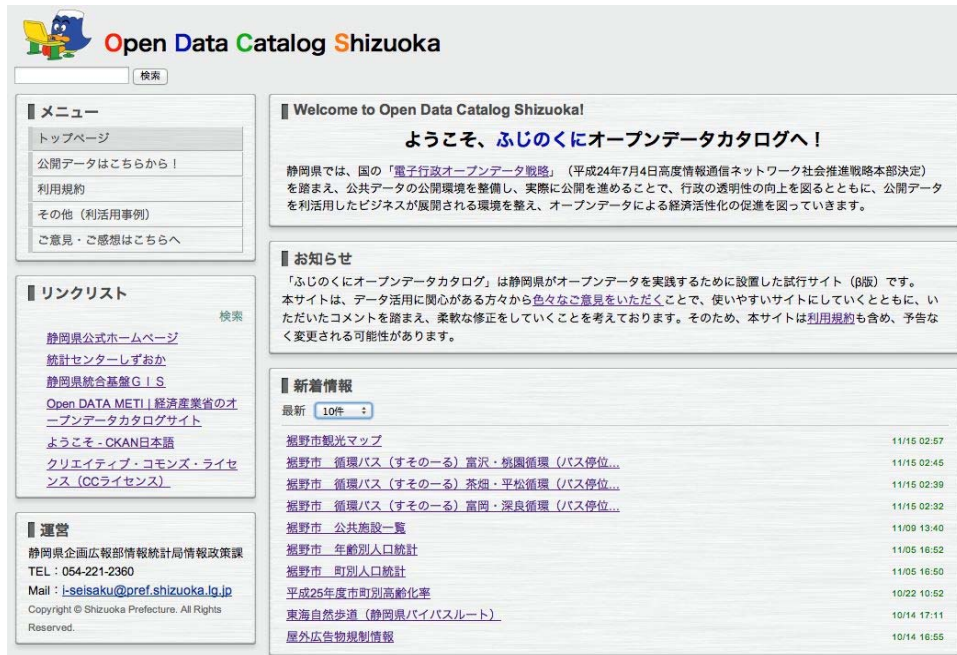 Open Data Catalog Shizuoka
検索
メニュー
トップページ
公開データはこちらから！
利用規約
その他（利活用事例）
ご意見・ご感想はこちらへ
リンクリスト
検索
静岡県公式ホームページ
統計センターしずおか
静岡県統合基盤ＧＩＳ
Open DATA METI | 経済産業省のオ
ープンデータカタログサイト
ようこそ - CKAN日本語
クリエイティブ・コモンズ・ライセ
ンス（CCライセンス）
運営
静岡県企画広報部情報統計局情報政策課
TEL：054-221-2360
Mail：i-seisaku@pref.shizuoka.lg.jp
Copyright © Shizuoka Prefecture. All Rights
Reserved.
Welcome to Open Data Catalog Shizuoka!
ようこそ、ふじのくにオープンデータカタログへ！
静岡県では、国の「電子行政オープンデータ戦略」（平成24年7月4日高度情報通信ネットワーク社会推進戦略本部決定）
を踏まえ、公共データの公開環境を整備し、実際に公開を進めることで、行政の透明性の向上を図るとともに、公開データ
を利活用したビジネスが展開される環境を整え、オープンデータによる経済活性化の促進を図っていきます。
お知らせ
「ふじのくにオープンデータカタログ」は静岡県がオープンデータを実践するために設置した試行サイト（β版）です。
本サイトは、データ活用に関心がある方々から色々なご意見をいただくことで、使いやすいサイトにしていくとともに、い
ただいたコメントを踏まえ、柔軟な修正をしていくことを考えております。そのため、本サイトは利用規約も含め、予告な
く変更される可能性があります。
新着情報
最新 10件
裾野市観光マップ 11/15 02:57
裾野市　循環バス（すそのーる）富沢・桃園循環（バス停位... 11/15 02:45
裾野市　循環バス（すそのーる）茶畑・平松循環（バス停位... 11/15 02:39
裾野市　循環バス（すそのーる）富岡・深良循環（バス停位... 11/15 02:32
裾野市　公共施設一覧 11/09 13:40
裾野市　年齢別人口統計 11/05 16:52
裾野市　町別人口統計 11/05 16:50
平成25年度市町別高齢化率 10/22 10:52
東海自然歩道（静岡県バイパスルート） 10/14 17:11
屋外広告物規制情報 10/14 16:55